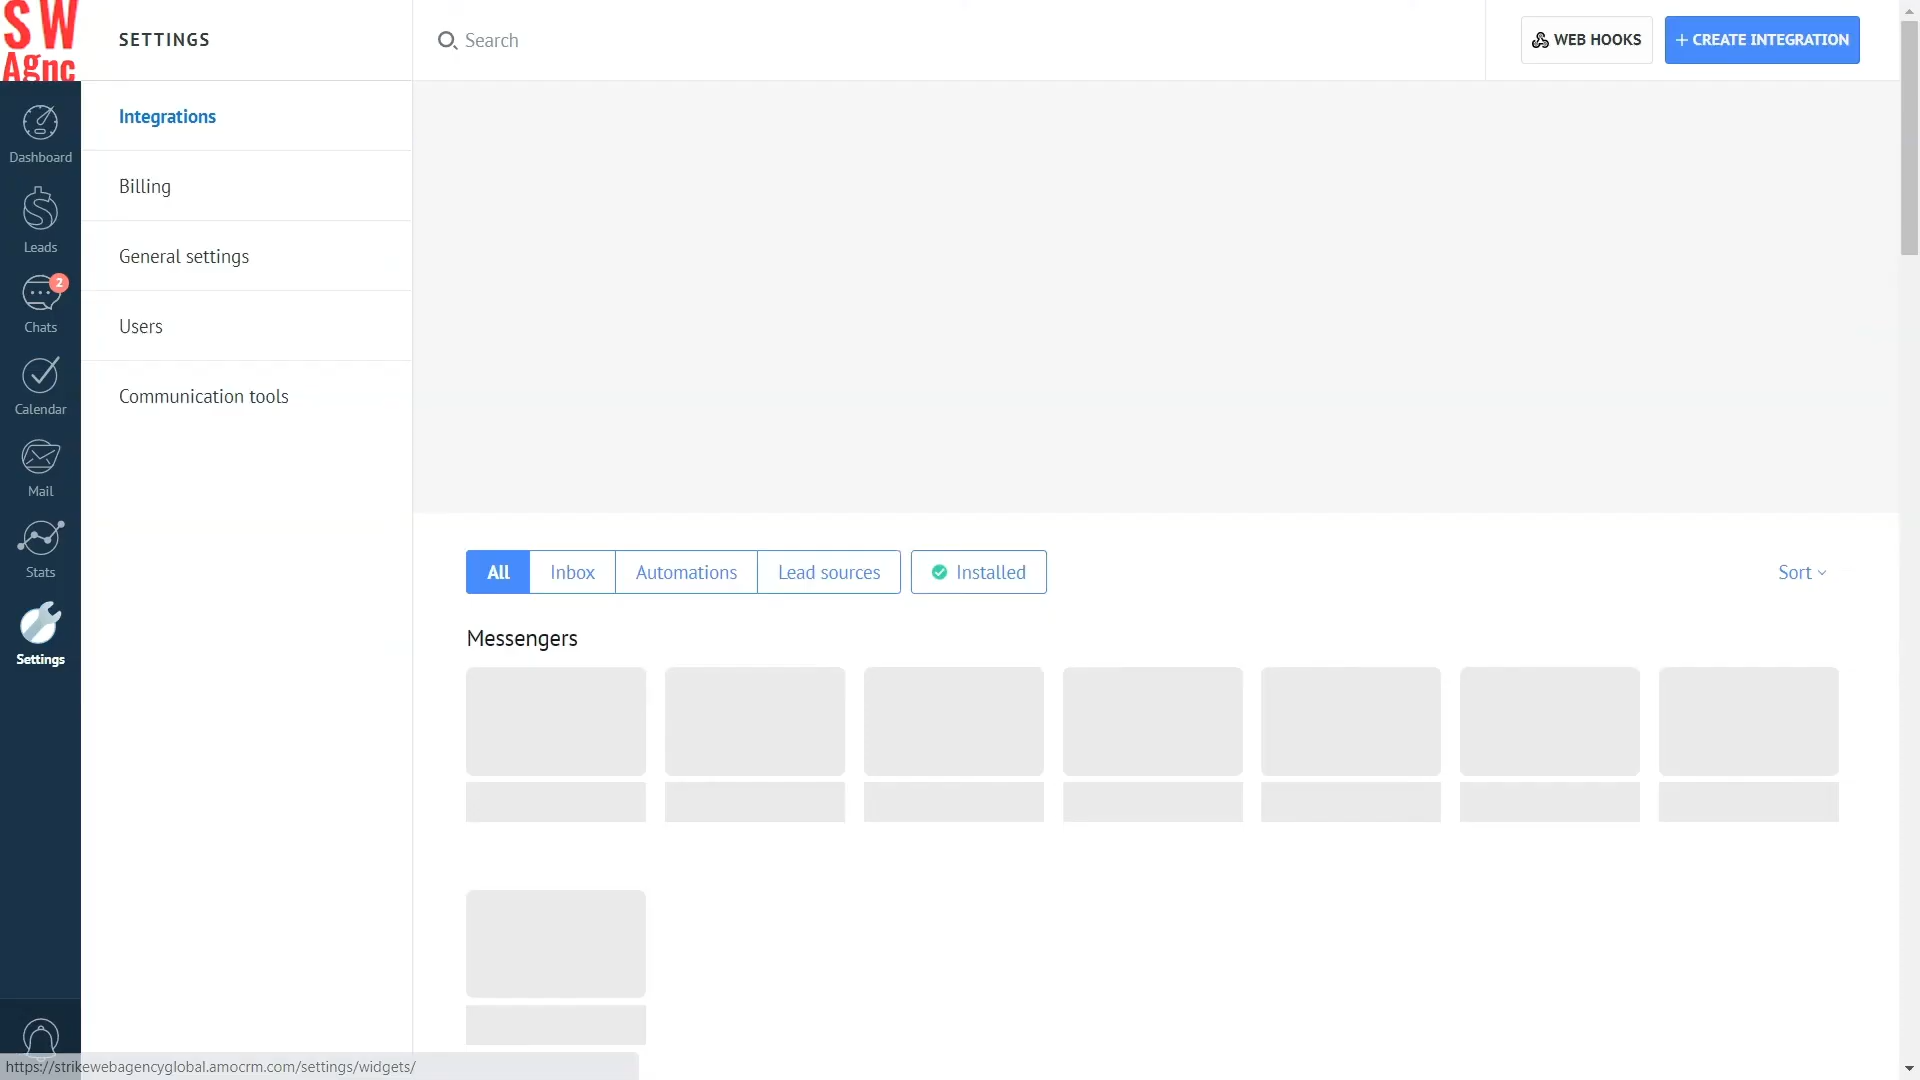 SW
Agnc
SETTINGS
Search
WEB HOOKS
+ CREATE INTEGRATION
Dashboard
Leads
2
Chats
Calendar
Mail
Stats
Settings
Integrations
Billing
General settings
Users
Communication tools
All
Inbox
Automations
Lead sources
Installed
Sort
Messengers
https://strikewebagencyglobal.amocrm.com/settings/widgets/